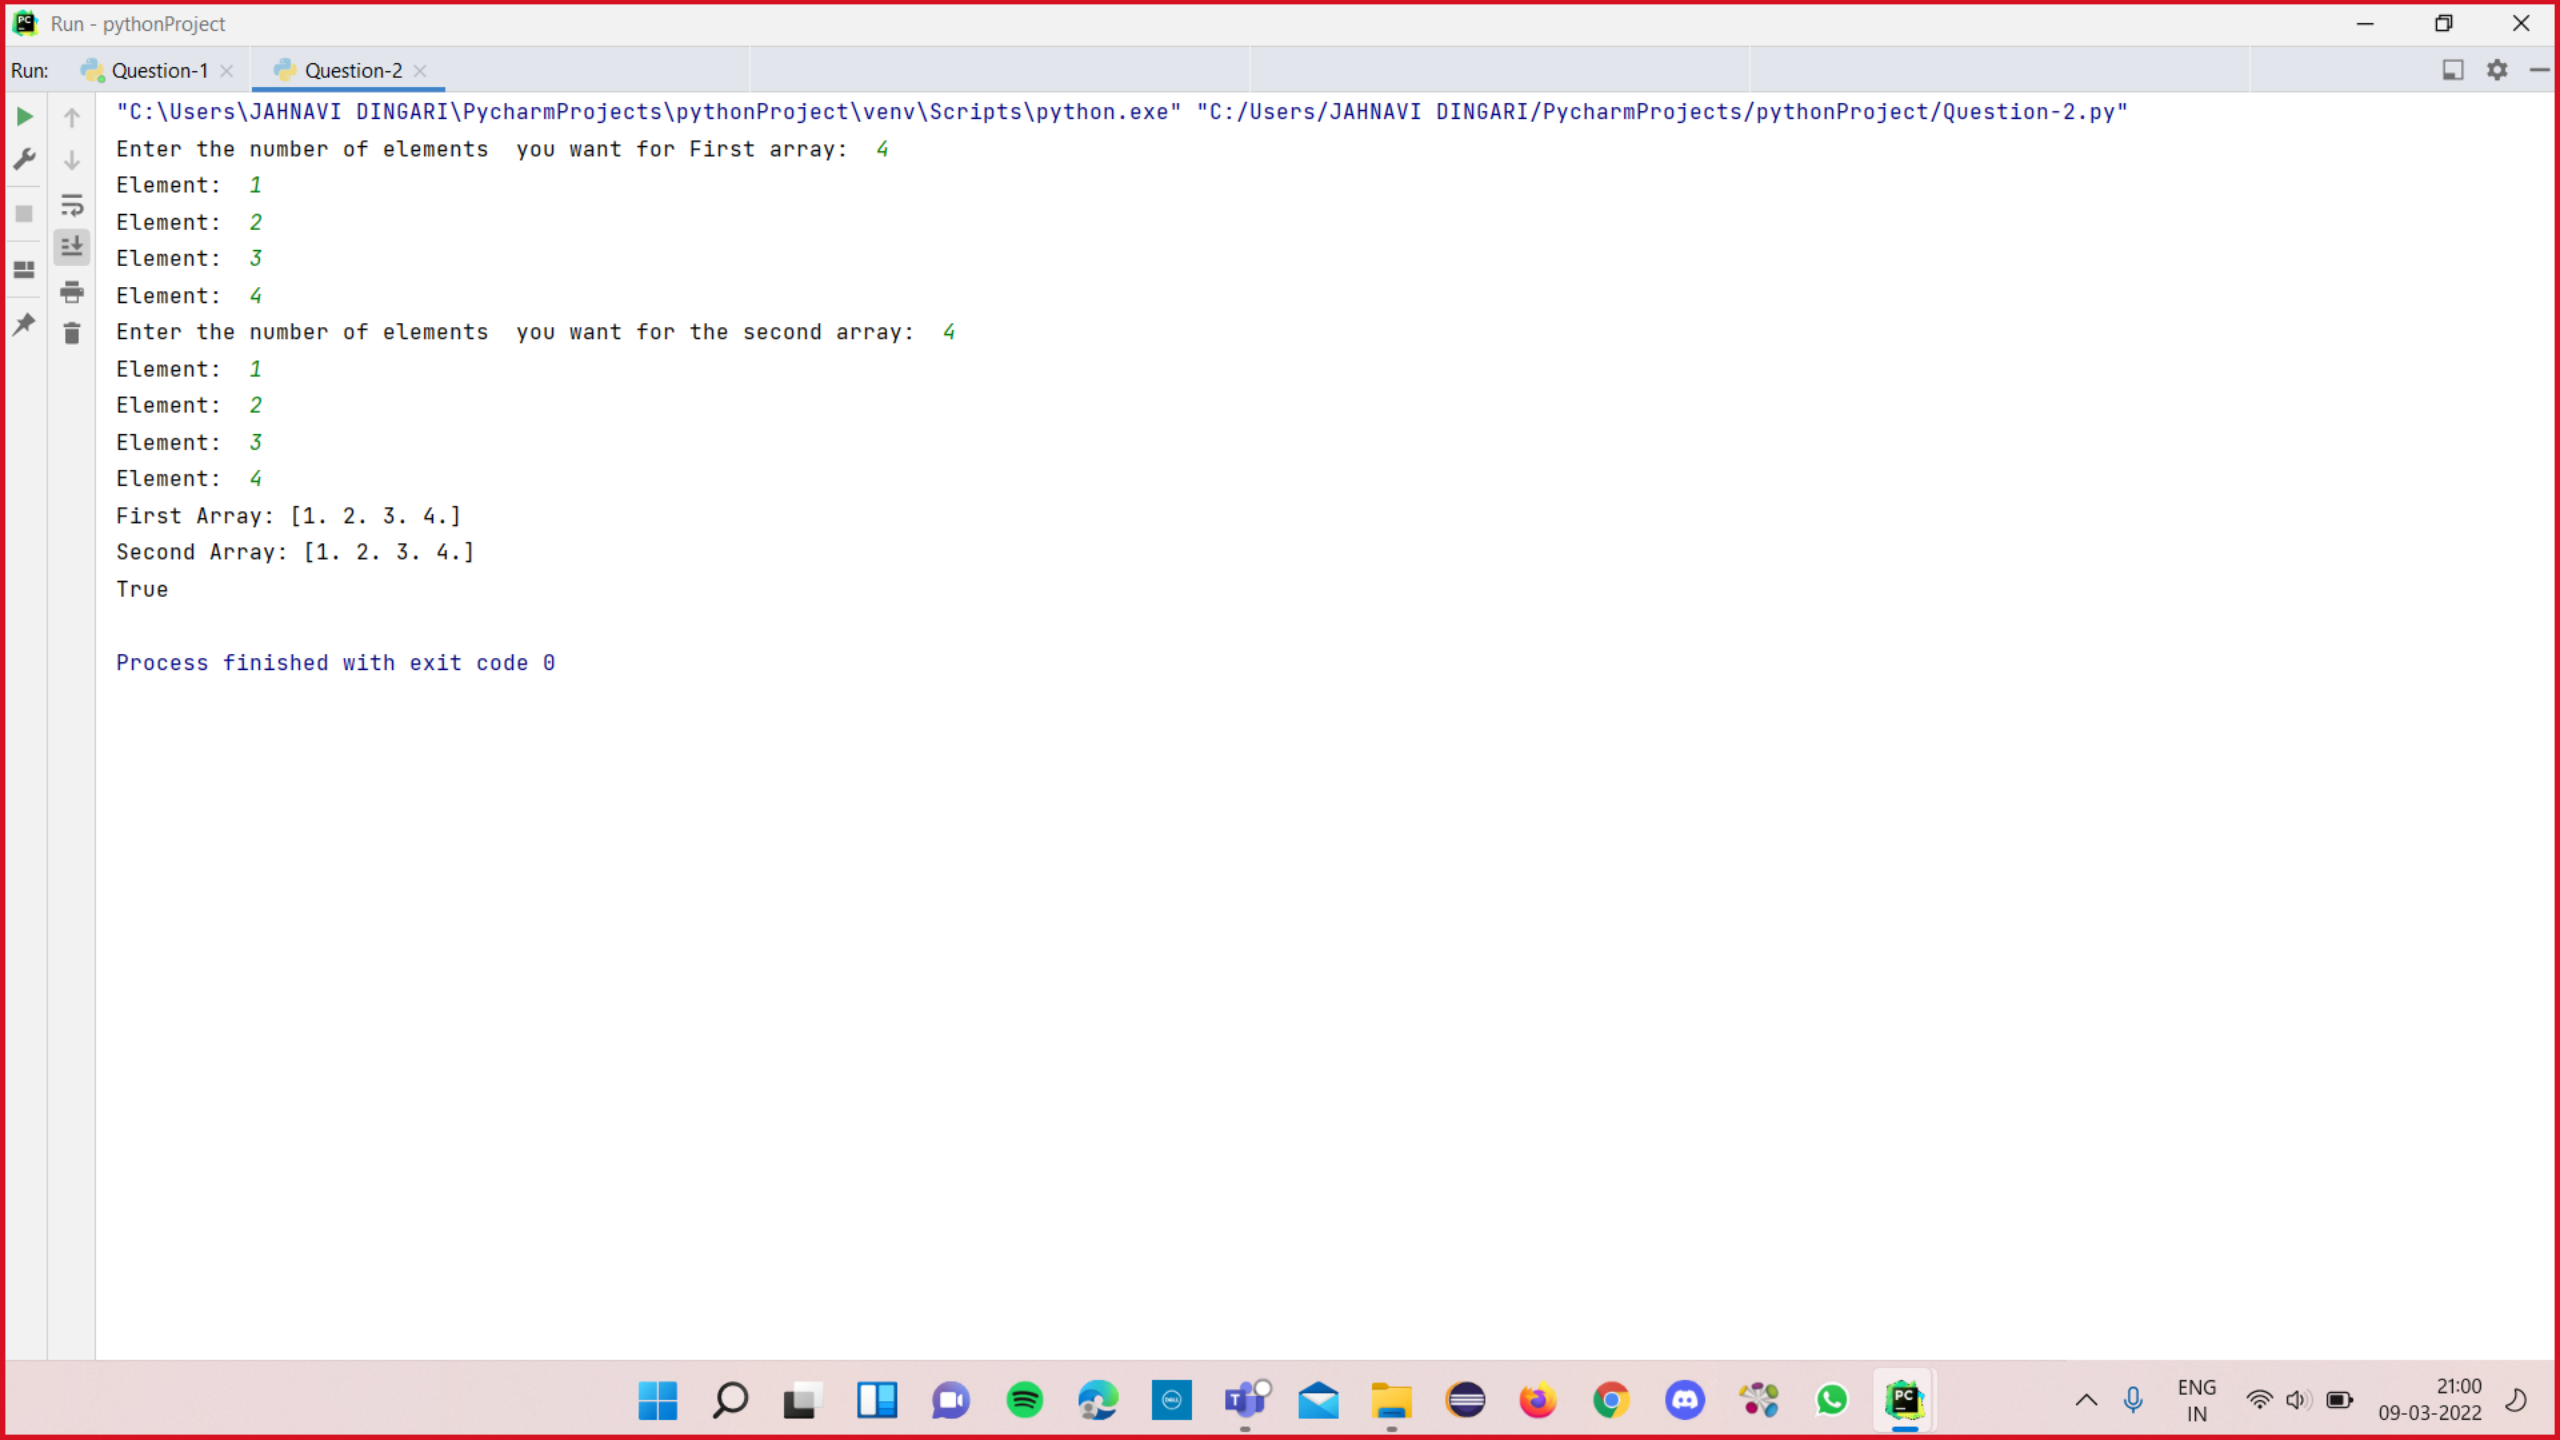 Run - pythonProject
Run: Question-1 Question-2
"C:\Users\JAHNAVI DINGARI\PycharmProjects\pythonProject\venv\Scripts\python.exe" "C:/Users/JAHNAVI DINGARI/PycharmProjects/pythonProject/Question-2.py"
Enter the number of elements  you want for First array:  4
Element:  1
Element:  2
Element:  3
Element:  4
Enter the number of elements  you want for the second array:  4
Element:  1
Element:  2
Element:  3
Element:  4
First Array: [1. 2. 3. 4.]
Second Array: [1. 2. 3. 4.]
True
Process finished with exit code 0
ENG
IN
21:00
09-03-2022